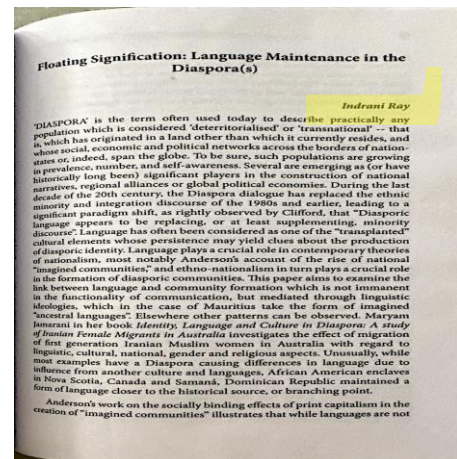 Floating Signification: Language Maintenance in the
Diaspora(s)
Indrani Ray
'DIASPORA' is the term often used today to describe practically any
population which is considered 'deterritorialised' or 'transnational' -- that
is, which has originated in a land other than which it currently resides, and
whose social, economic and political networks across the borders of nation-
states or, indeed, span the globe. To be sure, such populations are growing
in prevalence, number, and self-awareness. Several are emerging as (or have
historically long been) significant players in the construction of national
narratives, regional alliances or global political economies. During the last
decade of the 20th century, the Diaspora dialogue has replaced the ethnic
minority and integration discourse of the 1980s and earlier, leading to a
significant paradigm shift, as rightly observed by Clifford, that "Diasporic
language appears to be replacing, or at least supplementing, minority
discourse". Language has often been considered as one of the "transplanted"
cultural elements whose persistence may yield clues about the production
of diasporic identity. Language plays a crucial role in contemporary theories
of nationalism, most notably Anderson's account of the rise of national
"imagined communities," and ethno-nationalism in turn plays a crucial role
in the formation of diasporic communities. This paper aims to examine the
link between language and community formation which is not immanent
in the functionality of communication, but mediated through linguistic
ideologies, which in the case of Mauritius take the form of imagined
"ancestral languages". Elsewhere other patterns can be observed. Maryam
Jamarani in her book Identity, Language and Culture in Diaspora: A study
of Iranian Female Migrants in Australia investigates the effect of migration
of first generation Iranian Muslim women in Australia with regard to
linguistic, cultural, national, gender and religious aspects. Unusually, while
most examples have a Diaspora causing differences in language due to
influence from another culture and languages, African American enclaves
in Nova Scotia, Canada and Samaná, Dominican Republic maintained a
form of language closer to the historical source, or branching point.
Anderson's work on the socially binding effects of print capitalism in the
creation of "imagined communities" illustrates that while languages are not